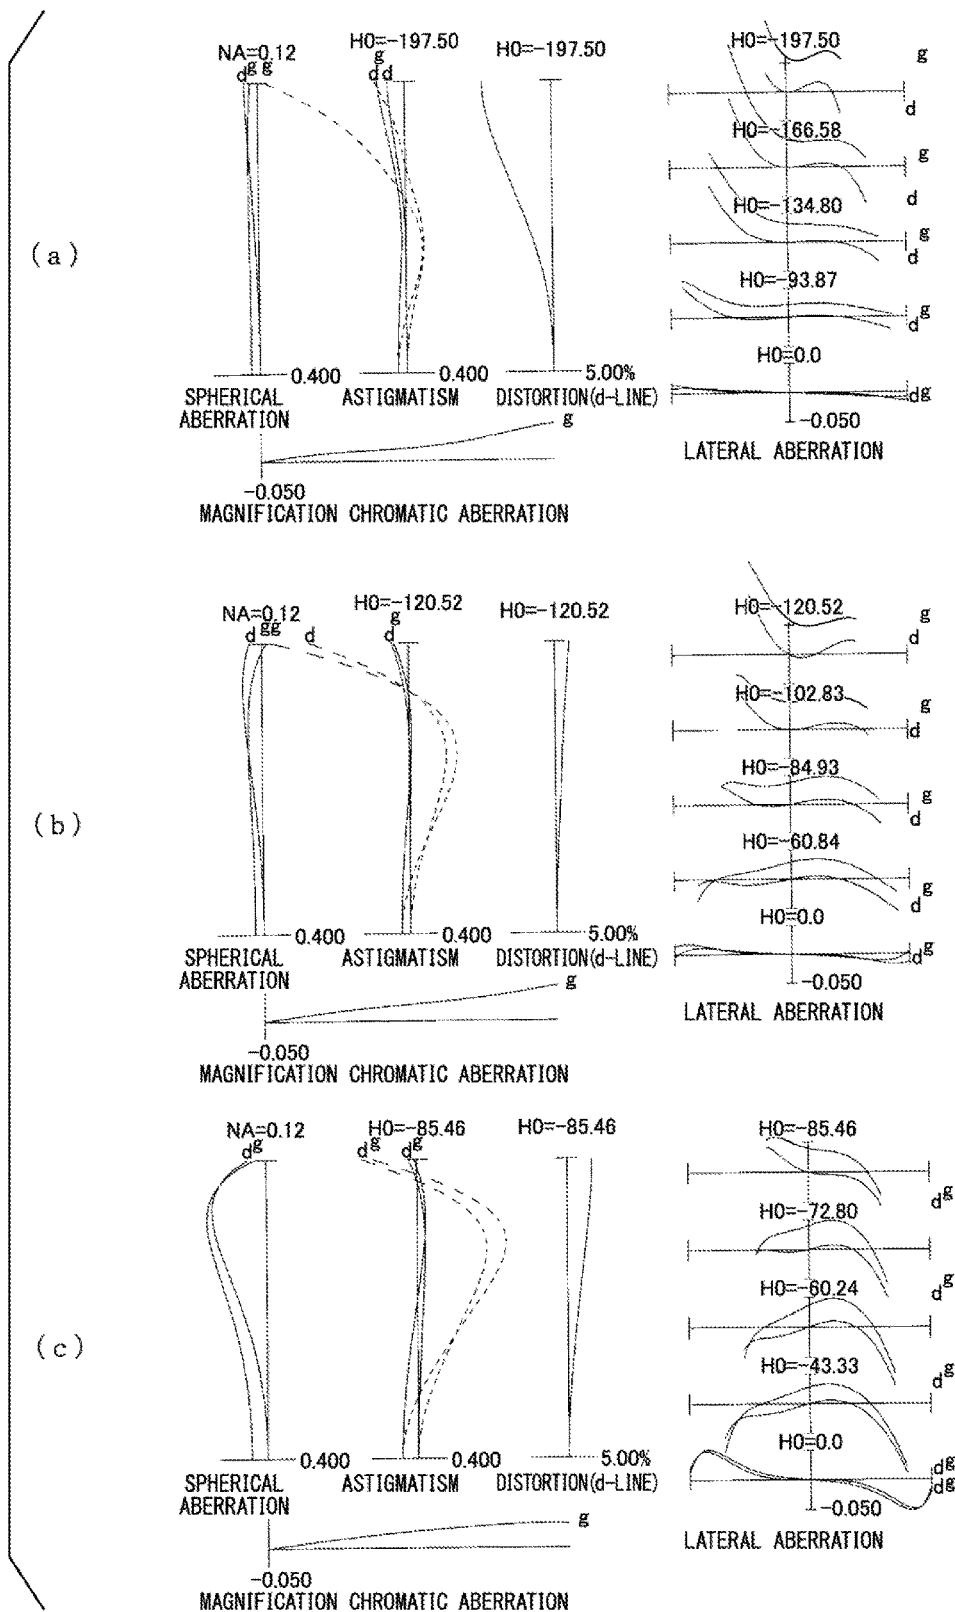 (a)
NA=0.12
d g g
H0=-197.50
g
d d
H0=-197.50
0.400
SPHERICAL
ABERRATION
0.400
ASTIGMATISM
5.00%
DISTORTION(d-LINE)
g
-0.050
MAGNIFICATION CHROMATIC ABERRATION
H0=-197.50
g
d
H0=-166.58
g
d
H0=-134.80
g
d
H0=-93.87
g
d
H0=0.0
dg
-0.050
LATERAL ABERRATION
(b)
NA=0.12
d gg
d
H0=-120.52
g
d
H0=-120.52
0.400
SPHERICAL
ABERRATION
0.400
ASTIGMATISM
5.00%
DISTORTION(d-LINE)
g
-0.050
MAGNIFICATION CHROMATIC ABERRATION
H0=-120.52
g
d
H0=-102.83
g
d
H0=-84.93
g
d
H0=-60.84
g
d
H0=0.0
dg
-0.050
LATERAL ABERRATION
(c)
NA=0.12
dg
H0=-85.46
dg
dg
H0=-85.46
0.400
SPHERICAL
ABERRATION
0.400
ASTIGMATISM
5.00%
DISTORTION(d-LINE)
g
-0.050
MAGNIFICATION CHROMATIC ABERRATION
H0=-85.46
dg
H0=-72.80
dg
H0=-60.24
dg
H0=-43.33
dg
H0=0.0
dg
-0.050
LATERAL ABERRATION